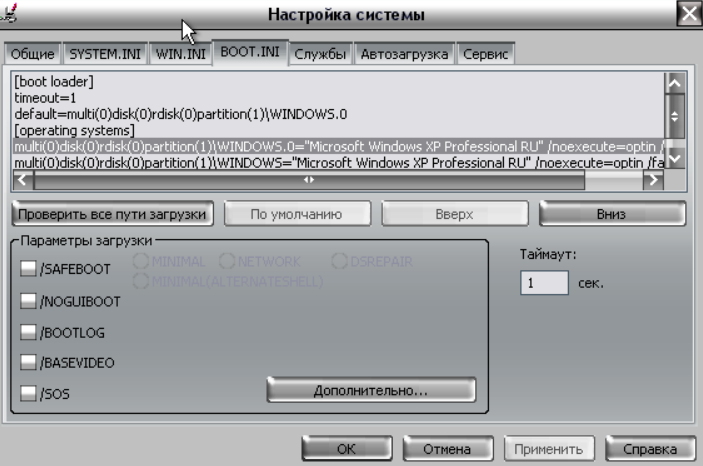 Настройка системы
Общие SYSTEM.INI WIN.INI BOOT.INI Службы Автозагрузка Сервис
[boot loader]
timeout=1
default=multi(0)disk(0)rdisk(0)partition(1)\WINDOWS.0
[operating systems]
multi(0)disk(0)rdisk(0)partition(1)\WINDOWS.0="Microsoft Windows XP Professional RU" /noexecute=optin /
multi(0)disk(0)rdisk(0)partition(1)\WINDOWS="Microsoft Windows XP Professional RU" /noexecute=optin /fa
Проверить все пути загрузки По умолчанию Вверх Вниз
Параметры загрузки
Таймаут:
/SAFEBOOT MINIMAL NETWORK DSREPAIR
MINIMAL(ALTERNATESHELL)
1 сек.
/NOGUIBOOT
/BOOTLOG
/BASEVIDEO
/SOS
Дополнительно...
OK Отмена Применить Справка